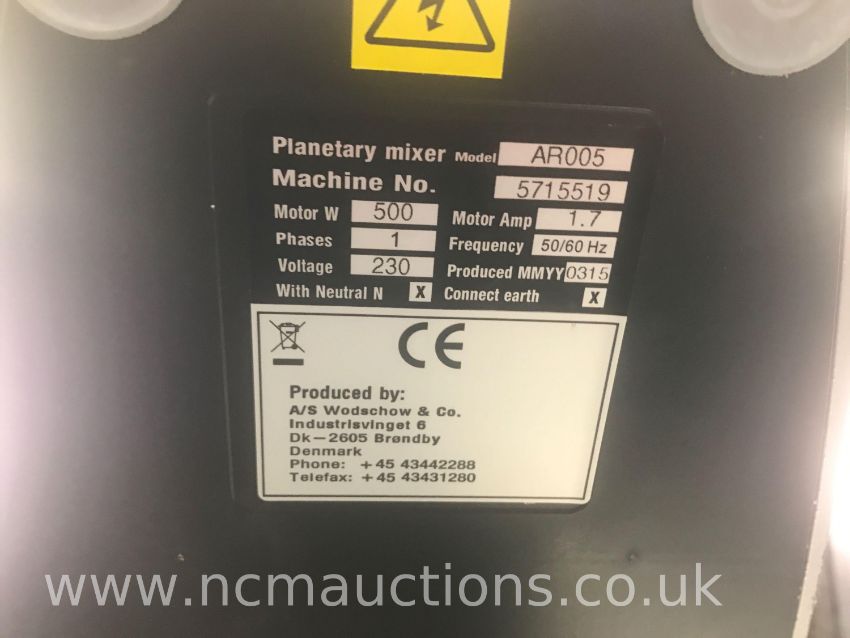 Planetary mixer Model AR005
Machine No. 5715519
Motor W 500 Motor Amp 1.7
Phases 1 Frequency 50/60 Hz
Voltage 230 Produced MMYY 0315
With Neutral N X Connect earth X
CE
Produced by:
A/S Wodschow & Co.
Industrisvinget 6
Dk-2605 Brøndby
Denmark
Phone: +45 43442288
Telefax: +45 43431280
www.ncmauctions.co.uk